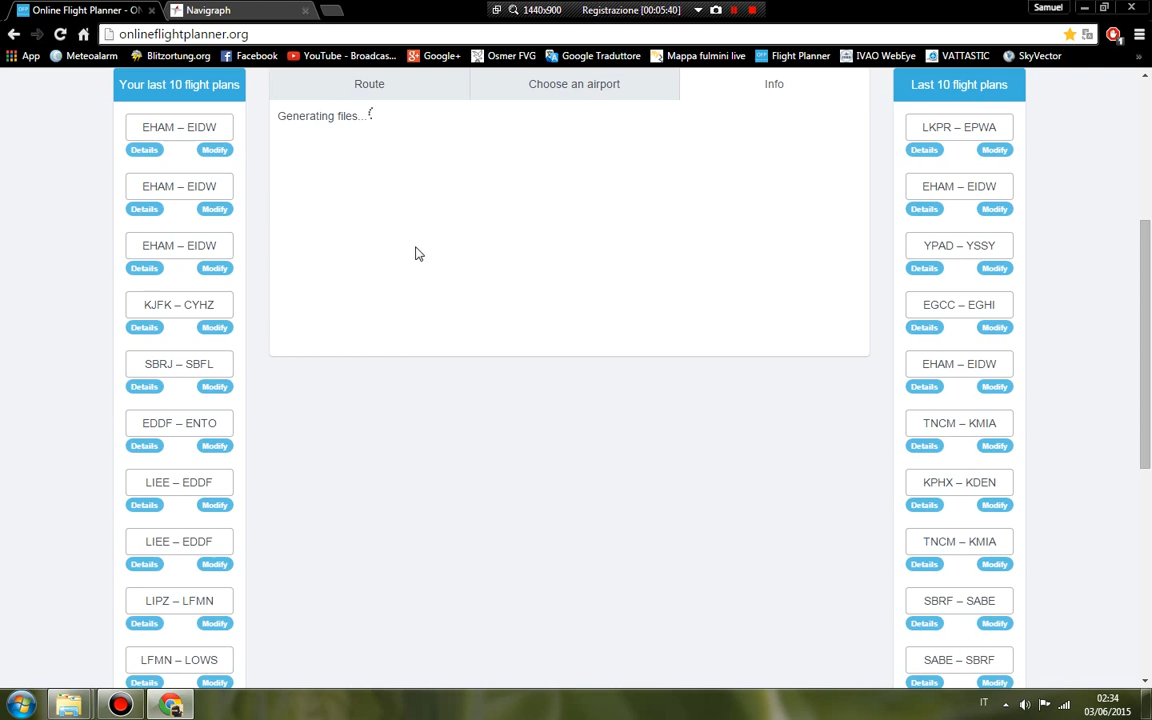 Online Flight Planner - ON
Navigraph
1440x900
Registrazione [00:05:40]
Samuel
onlineflightplanner.org
App
Meteoalarm
Blitzortung.org
Facebook
YouTube - Broadcas...
Google+
Osmer FVG
Google Traduttore
Mappa fulmini live
Flight Planner
IVAO WebEye
VATTASTIC
SkyVector
»
Your last 10 flight plans
EHAM – EIDW
Details Modify
EHAM – EIDW
Details Modify
EHAM – EIDW
Details Modify
KJFK – CYHZ
Details Modify
SBRJ – SBFL
Details Modify
EDDF – ENTO
Details Modify
LIEE – EDDF
Details Modify
LIEE – EDDF
Details Modify
LIPZ – LFMN
Details Modify
LFMN – LOWS
Details Modify
Route
Choose an airport
Info
Generating files...
Last 10 flight plans
LKPR – EPWA
Details Modify
EHAM – EIDW
Details Modify
YPAD – YSSY
Details Modify
EGCC – EGHI
Details Modify
EHAM – EIDW
Details Modify
TNCM – KMIA
Details Modify
KPHX – KDEN
Details Modify
TNCM – KMIA
Details Modify
SBRF – SABE
Details Modify
SABE – SBRF
Details Modify
IT
02:34
03/06/2015